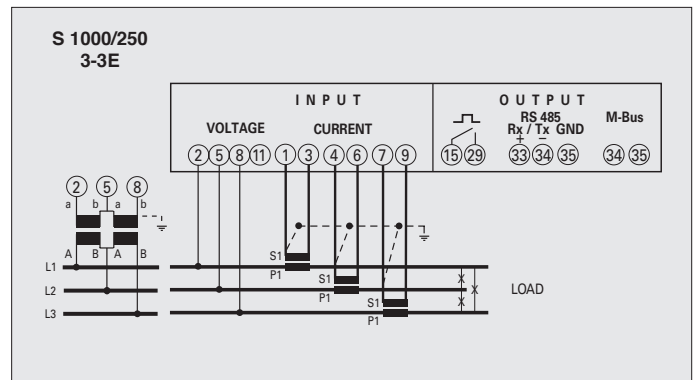 S 1000/250
3-3E
INPUT
OUTPUT
VOLTAGE CURRENT
RS 485
Rx / Tx GND
+ –
M-Bus
2 5 8 11 1 3 4 6 7 9 15 29 33 34 35 34 35
2 5 8
a b a b
A B A B
L1
L2
L3
S1
P1
S1
P1
S1
P1
LOAD